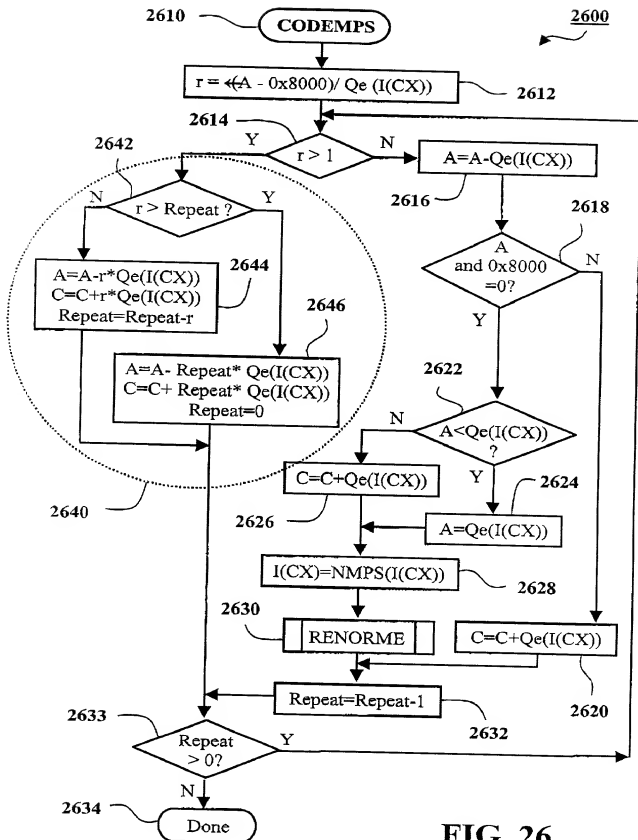 2610
CODEMPS
2600
r = (A - 0x8000)/ Qe (I(CX))
2612
2614
Y
r > 1
N
A=A-Qe(I(CX))
2616
2642
N
r > Repeat ?
Y
A
and 0x8000
=0?
2618
N
Y
A=A-r*Qe(I(CX))
C=C+r*Qe(I(CX))
Repeat=Repeat-r
2644
2646
A=A- Repeat* Qe(I(CX))
C=C+ Repeat* Qe(I(CX))
Repeat=0
2622
N
A<Qe(I(CX))
?
Y
2640
C=C+Qe(I(CX))
2626
2624
A=Qe(I(CX))
I(CX)=NMPS(I(CX))
2628
2630
RENORME
C=C+Qe(I(CX))
2620
Repeat=Repeat-1
2632
2633
Repeat
> 0?
Y
N
2634
Done
FIG. 26